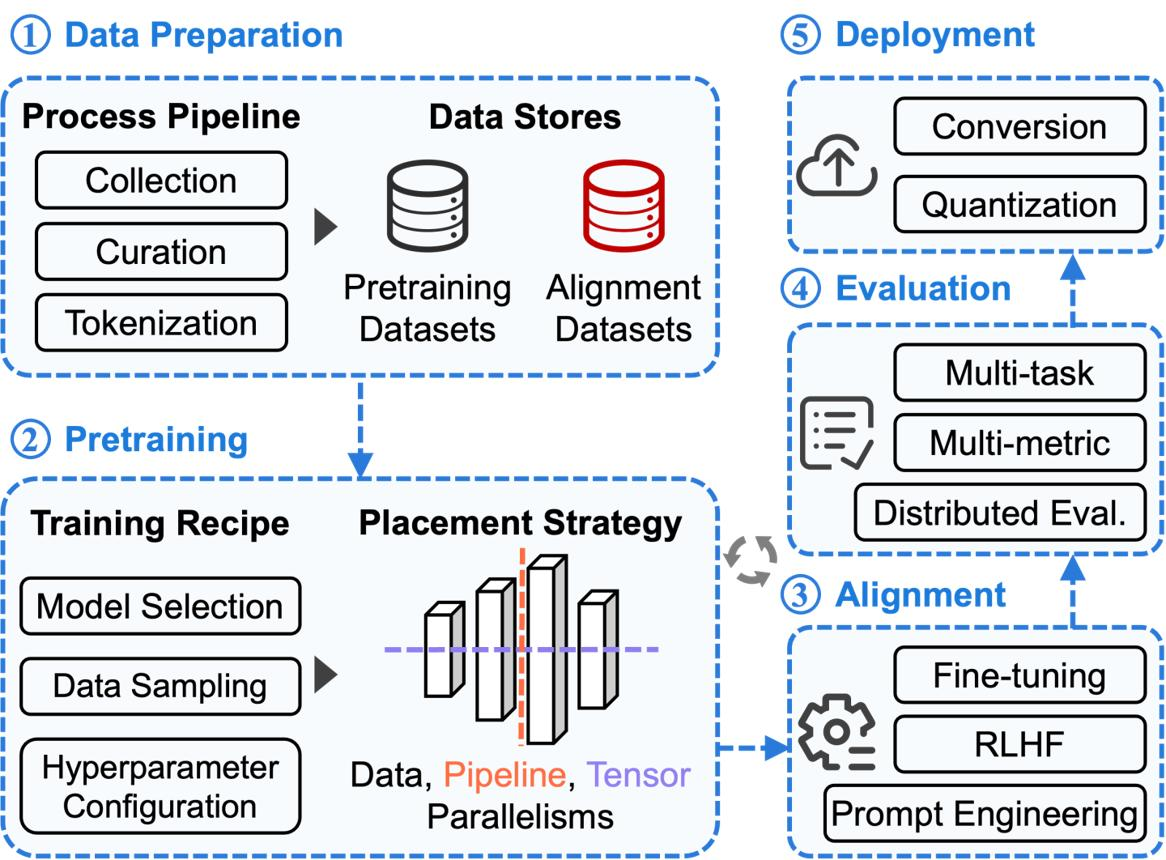 ① Data Preparation
Process Pipeline
Collection
Curation
Tokenization
Data Stores
Pretraining
Datasets
Alignment
Datasets
② Pretraining
Training Recipe
Model Selection
Data Sampling
Hyperparameter
Configuration
Placement Strategy
Data, Pipeline, Tensor
Parallelisms
③ Alignment
Fine-tuning
RLHF
Prompt Engineering
④ Evaluation
Multi-task
Multi-metric
Distributed Eval.
⑤ Deployment
Conversion
Quantization